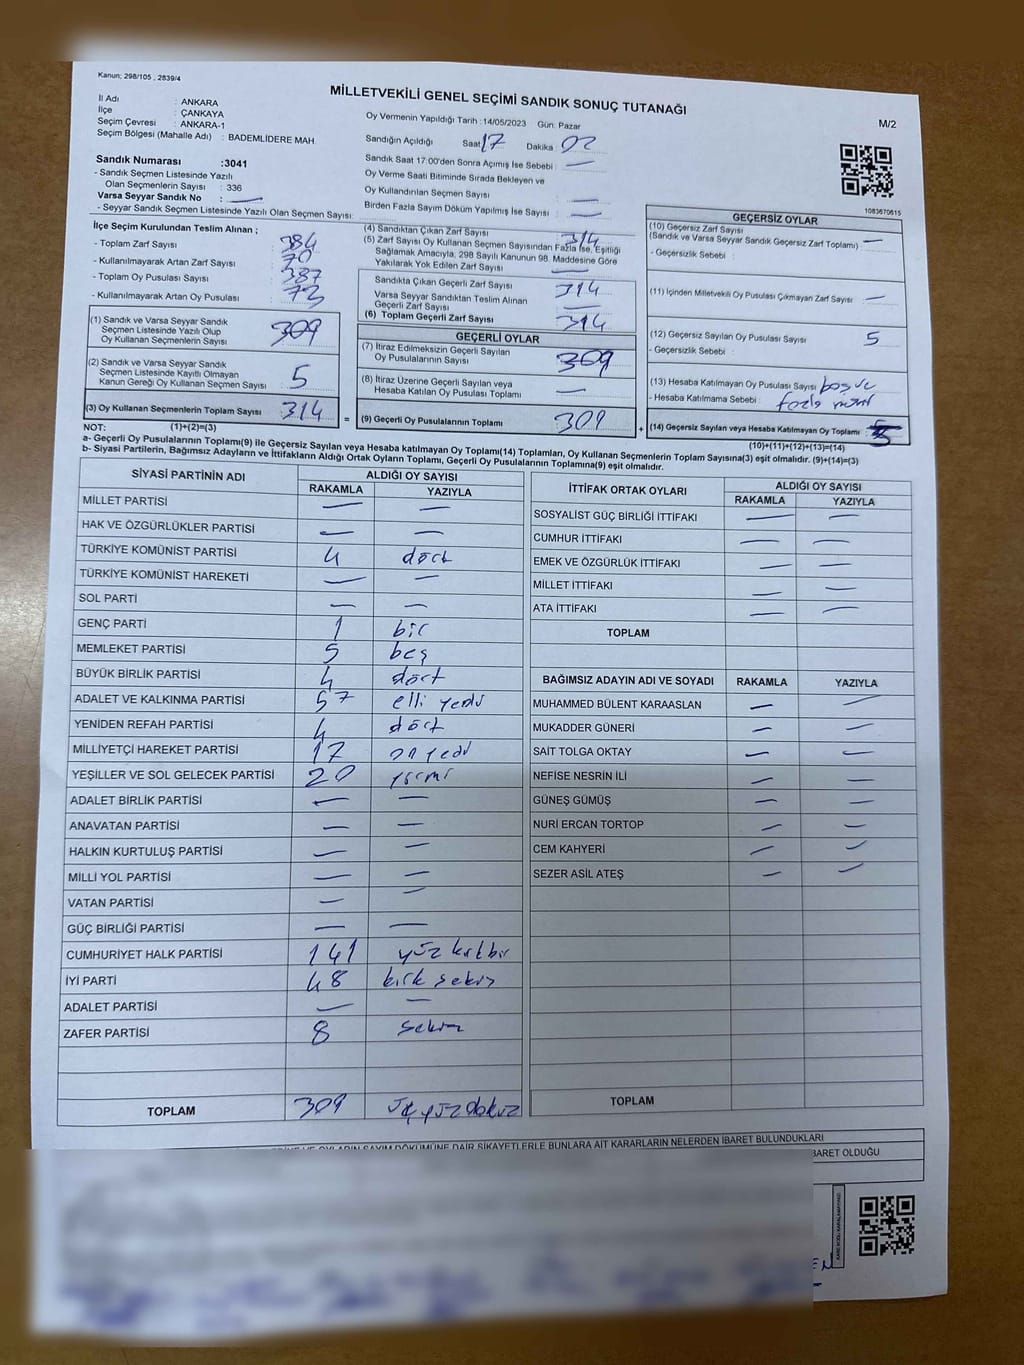 Kanun; 298/105 , 2839/4
MİLLETVEKİLİ GENEL SEÇİMİ SANDIK SONUÇ TUTANAĞI
M/2
İl Adı : ANKARA
İlçe : ÇANKAYA
Seçim Çevresi : ANKARA-1
Seçim Bölgesi (Mahalle Adı) : BADEMLİDERE MAH
Sandık Numarası :3041
- Sandık Seçmen Listesinde Yazılı
Olan Seçmenlerin Sayısı : 336
Varsa Seyyar Sandık No : —
- Seyyar Sandık Seçmen Listesinde Yazılı Olan Seçmen Sayısı:
Oy Vermenin Yapıldığı Tarih :14/05/2023 Gün: Pazar
Sandığın Açıldığı Saat 17 Dakika : 02
Sandık Saat 17:00'den Sonra Açımış İse Sebebi : —
Oy Verme Saati Bitiminde Sırada Bekleyen ve
Oy Kullandırılan Seçmen Sayısı —
Birden Fazla Sayım Döküm Yapılmış İse Sayısı : —
1083670615
İlçe Seçim Kurulundan Teslim Alınan ;
- Toplam Zarf Sayısı : 384
- Kullanılmayarak Artan Zarf Sayısı : 70
- Toplam Oy Pusulası Sayısı : 387
- Kullanılmayarak Artan Oy Pusulası : 73
(1) Sandık ve Varsa Seyyar Sandık
Seçmen Listesinde Yazılı Olup
Oy Kullanan Seçmenlerin Sayısı : 309
(2) Sandık ve Varsa Seyyar Sandık
Seçmen Listesinde Kayıtlı Olmayan
Kanun Gereği Oy Kullanan Seçmen Sayısı : 5
(3) Oy Kullanan Seçmenlerin Toplam Sayısı : 314
(4) Sandıktan Çıkan Zarf Sayısı : 314
(5) Zarf Sayısı Oy Kullanan Seçmen Sayısından Fazla İse, Eşitliği
Sağlamak Amacıyla, 298 Sayılı Kanunun 98. Maddesine Göre
Yakılarak Yok Edilen Zarf Sayısı : —
Sandıkta Çıkan Geçerli Zarf Sayısı : 314
Varsa Seyyar Sandıktan Teslim Alınan
Geçerli Zarf Sayısı : —
(6) Toplam Geçerli Zarf Sayısı : 314
GEÇERLİ OYLAR
(7) İtiraz Edilmeksizin Geçerli Sayılan
Oy Pusulalarının Sayısı : 309
(8) İtiraz Üzerine Geçerli Sayılan veya
Hesaba Katılan Oy Pusulası Toplamı : —
= (9) Geçerli Oy Pusulalarının Toplamı : 309
GEÇERSİZ OYLAR
(10) Geçersiz Zarf Sayısı
(Sandık ve Varsa Seyyar Sandık Geçersiz Zarf Toplamı) : —
- Geçersizlik Sebebi :
(11) İçinden Milletvekili Oy Pusulası Çıkmayan Zarf Sayısı : —
(12) Geçersiz Sayılan Oy Pusulası Sayısı : 5
- Geçersizlik Sebebi :
(13) Hesaba Katılmayan Oy Pusulası Sayısı : boş ve
- Hesaba Katılmama Sebebi : fazla
+ (14) Geçersiz Sayılan veya Hesaba Katılmayan Oy Toplamı : 5
NOT: (1)+(2)=(3)
(10)+(11)+(12)+(13)=(14)
a- Geçerli Oy Pusulalarının Toplamı(9) ile Geçersiz Sayılan veya Hesaba katılmayan Oy Toplamı(14) Toplamları, Oy Kullanan Seçmenlerin Toplam Sayısına(3) eşit olmalıdır. (9)+(14)=(3)
b- Siyasi Partilerin, Bağımsız Adayların ve İttifakların Aldığı Ortak Oyların Toplamı, Geçerli Oy Pusulalarının Toplamına(9) eşit olmalıdır.
SİYASİ PARTİNİN ADI ALDIĞI OY SAYISI
RAKAMLA YAZIYLA
MİLLET PARTİSİ — —
HAK VE ÖZGÜRLÜKLER PARTİSİ — —
TÜRKİYE KOMÜNİST PARTİSİ 4 dört
TÜRKİYE KOMÜNİST HAREKETİ — —
SOL PARTİ — —
GENÇ PARTİ 1 bir
MEMLEKET PARTİSİ 5 beş
BÜYÜK BİRLİK PARTİSİ 4 dört
ADALET VE KALKINMA PARTİSİ 57 elli yedi
YENİDEN REFAH PARTİSİ 4 dört
MİLLİYETÇİ HAREKET PARTİSİ 17 on yedi
YEŞİLLER VE SOL GELECEK PARTİSİ 20 yirmi
ADALET BİRLİK PARTİSİ — —
ANAVATAN PARTİSİ — —
HALKIN KURTULUŞ PARTİSİ — —
MİLLİ YOL PARTİSİ — —
VATAN PARTİSİ — —
GÜÇ BİRLİĞİ PARTİSİ — —
CUMHURİYET HALK PARTİSİ 141 yüz kırkbir
İYİ PARTİ 48 kırk sekiz
ADALET PARTİSİ — —
ZAFER PARTİSİ 8 sekiz
TOPLAM 309 üçyüzdokuz
İTTİFAK ORTAK OYLARI ALDIĞI OY SAYISI
RAKAMLA YAZIYLA
SOSYALİST GÜÇ BİRLİĞİ İTTİFAKI — —
CUMHUR İTTİFAKI — —
EMEK VE ÖZGÜRLÜK İTTİFAKI — —
MİLLET İTTİFAKI — —
ATA İTTİFAKI — —
TOPLAM
BAĞIMSIZ ADAYIN ADI VE SOYADI RAKAMLA YAZIYLA
MUHAMMED BÜLENT KARAASLAN — —
MUKADDER GÜNERİ — —
SAİT TOLGA OKTAY — —
NEFİSE NESRİN İLİ — —
GÜNEŞ GÜMÜŞ — —
NURİ ERCAN TORTOP — —
CEM KAHYERİ — —
SEZER ASİL ATEŞ — —
TOPLAM
OYLARIN SAYIM DÖKÜMÜNE DAİR ŞİKAYETLERLE BUNLARA AİT KARARLARIN NELERDEN İBARET BULUNDUKLARI
BARET OLDUĞU